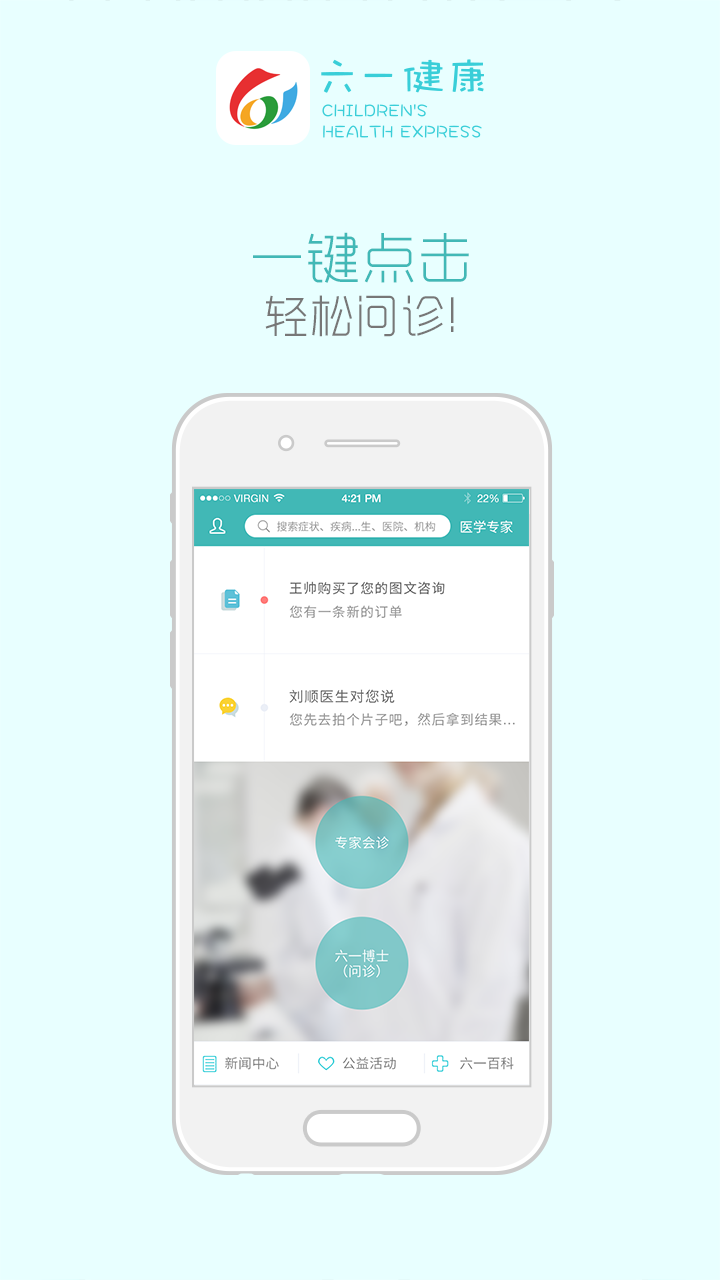 六一健康
CHILDREN'S
HEALTH EXPRESS
一键点击
轻松问诊!
VIRGIN 4:21 PM 22%
搜索症状、疾病...生、医院、机构 医学专家
王帅购买了您的图文咨询
您有一条新的订单
刘顺医生对您说
您先去拍个片子吧，然后拿到结果...
专家会诊
六一博士
（问诊）
新闻中心 公益活动 六一百科